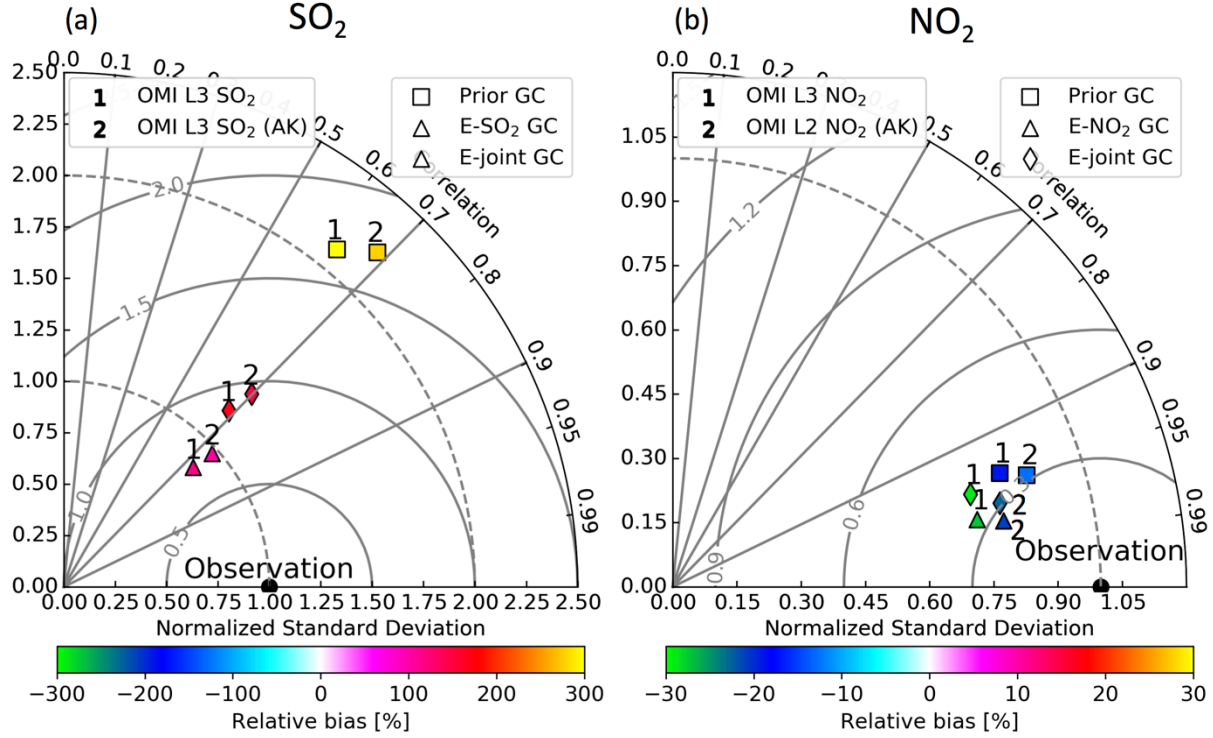 (a) SO₂
0.0 0.1 0.2 0.4 0.5 0.6 0.7 0.8 0.9 0.95 0.99
Correlation
1 OMI L3 SO₂
2 OMI L3 SO₂ (AK)
Prior GC
E-SO₂ GC
E-joint GC
2.50
2.25
2.00
1.75
1.50
1.25
1.00
0.75
0.50
0.25
0.00
2.0
1.5
1.0
0.5
1 2
1 2
1 2
Observation
0.00 0.25 0.50 0.75 1.00 1.25 1.50 1.75 2.00 2.25 2.50
Normalized Standard Deviation
−300 −200 −100 0 100 200 300
Relative bias [%]
(b) NO₂
0.0 0.1 0.2 0.4 0.5 0.6 0.7 0.8 0.9 0.95 0.99
1 OMI L3 NO₂
2 OMI L2 NO₂ (AK)
Prior GC
E-NO₂ GC
E-joint GC
1.05
0.90
0.75
0.60
0.45
0.30
0.15
0.00
1.2
0.9
0.6
1 2
1 2
1 2
Observation
0.00 0.15 0.30 0.45 0.60 0.75 0.90 1.05
Normalized Standard Deviation
−30 −20 −10 0 10 20 30
Relative bias [%]